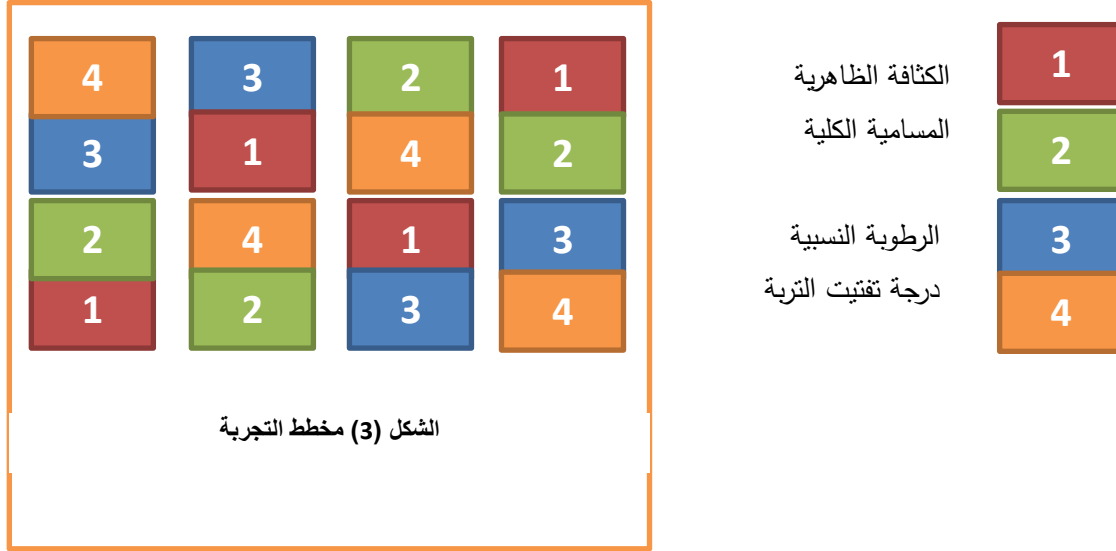 4 3 2 1
3 1 4 2
2 4 1 3
1 2 3 4
الشكل (3) مخطط التجربة
1 الكثافة الظاهرية
2 المسامية الكلية
3 الرطوبة النسبية
4 درجة تفتيت التربة